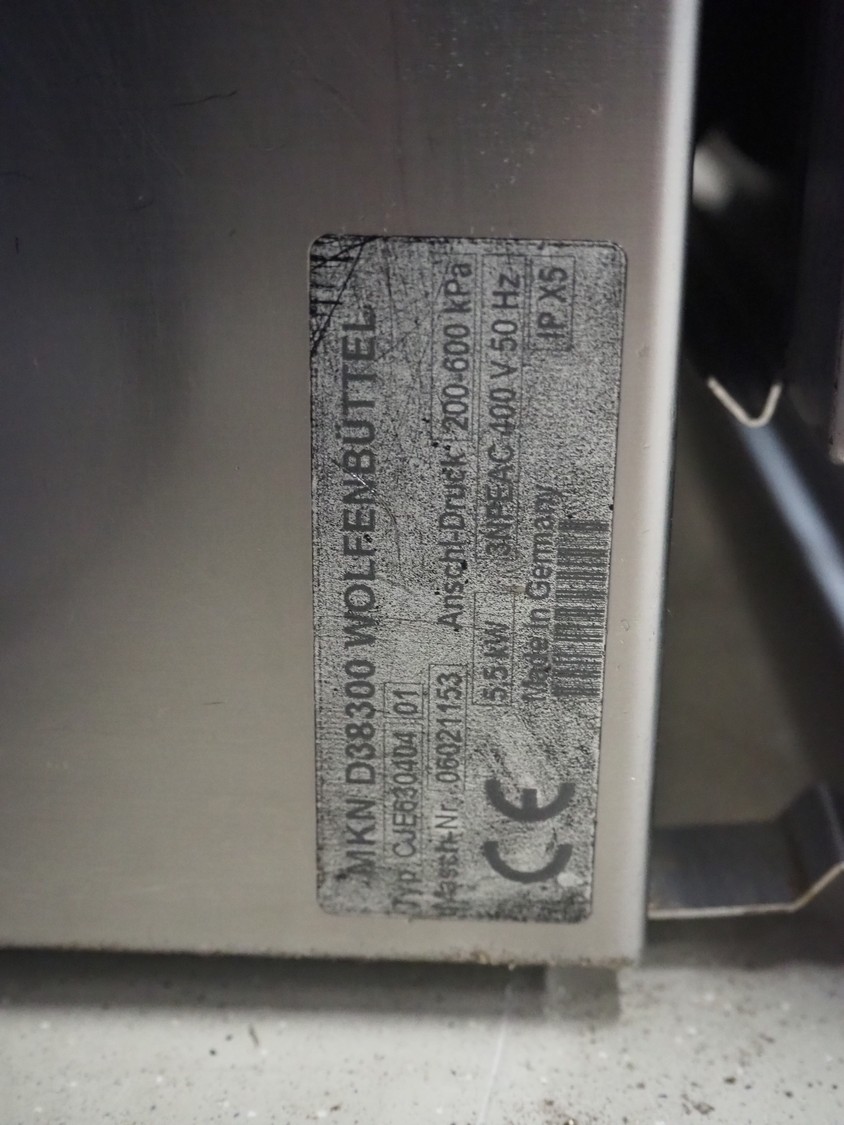 MKN D38300 WOLFENBÜTTEL
Typ CJE630404 01
Masch-Nr. 06021153 Anschl-Druck 200-600 kPa
5,5 kW 3NPEAC 400 V 50 Hz
CE Made in Germany IP X5